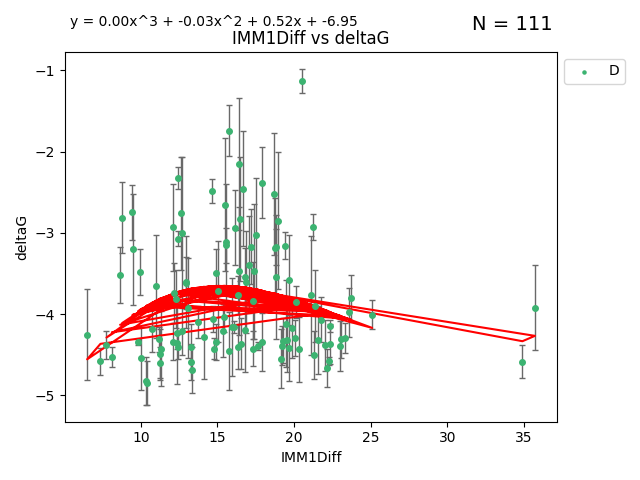 y = 0.00x^3 + -0.03x^2 + 0.52x + -6.95
N = 111
IMM1Diff vs deltaG
D
deltaG
−1
−2
−3
−4
−5
10 15 20 25 30 35
IMM1Diff